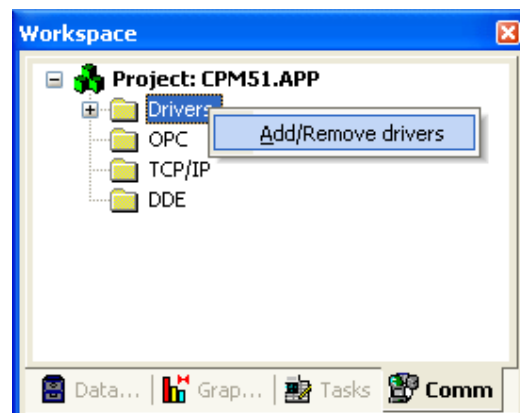 Workspace
Project: CPM51.APP
Drivers
Add/Remove drivers
OPC
TCP/IP
DDE
Data... Grap... Tasks Comm